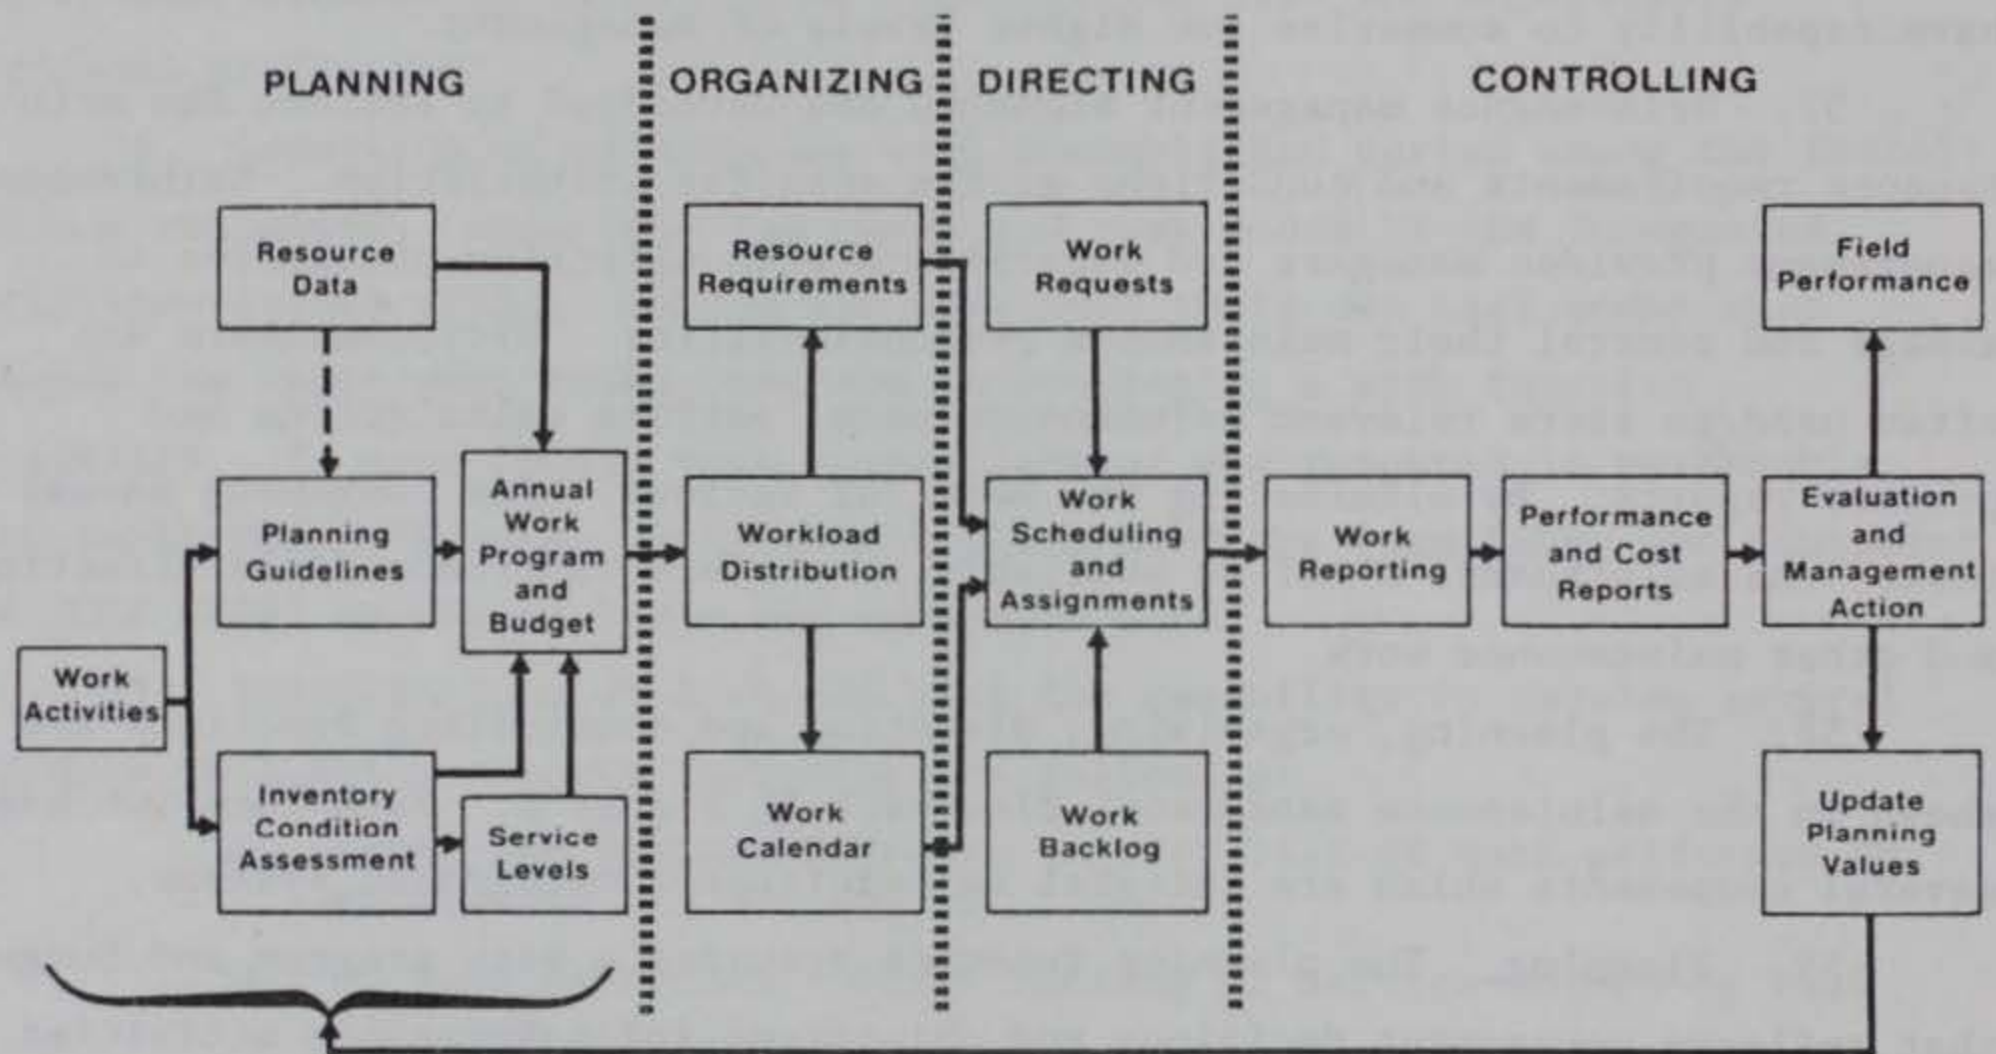 PLANNING
ORGANIZING
DIRECTING
CONTROLLING
Resource
Data
Planning
Guidelines
Annual
Work
Program
and
Budget
Work
Activities
Inventory
Condition
Assessment
Service
Levels
Resource
Requirements
Workload
Distribution
Work
Calendar
Work
Requests
Work
Scheduling
and
Assignments
Work
Backlog
Work
Reporting
Performance
and Cost
Reports
Field
Performance
Evaluation
and
Management
Action
Update
Planning
Values